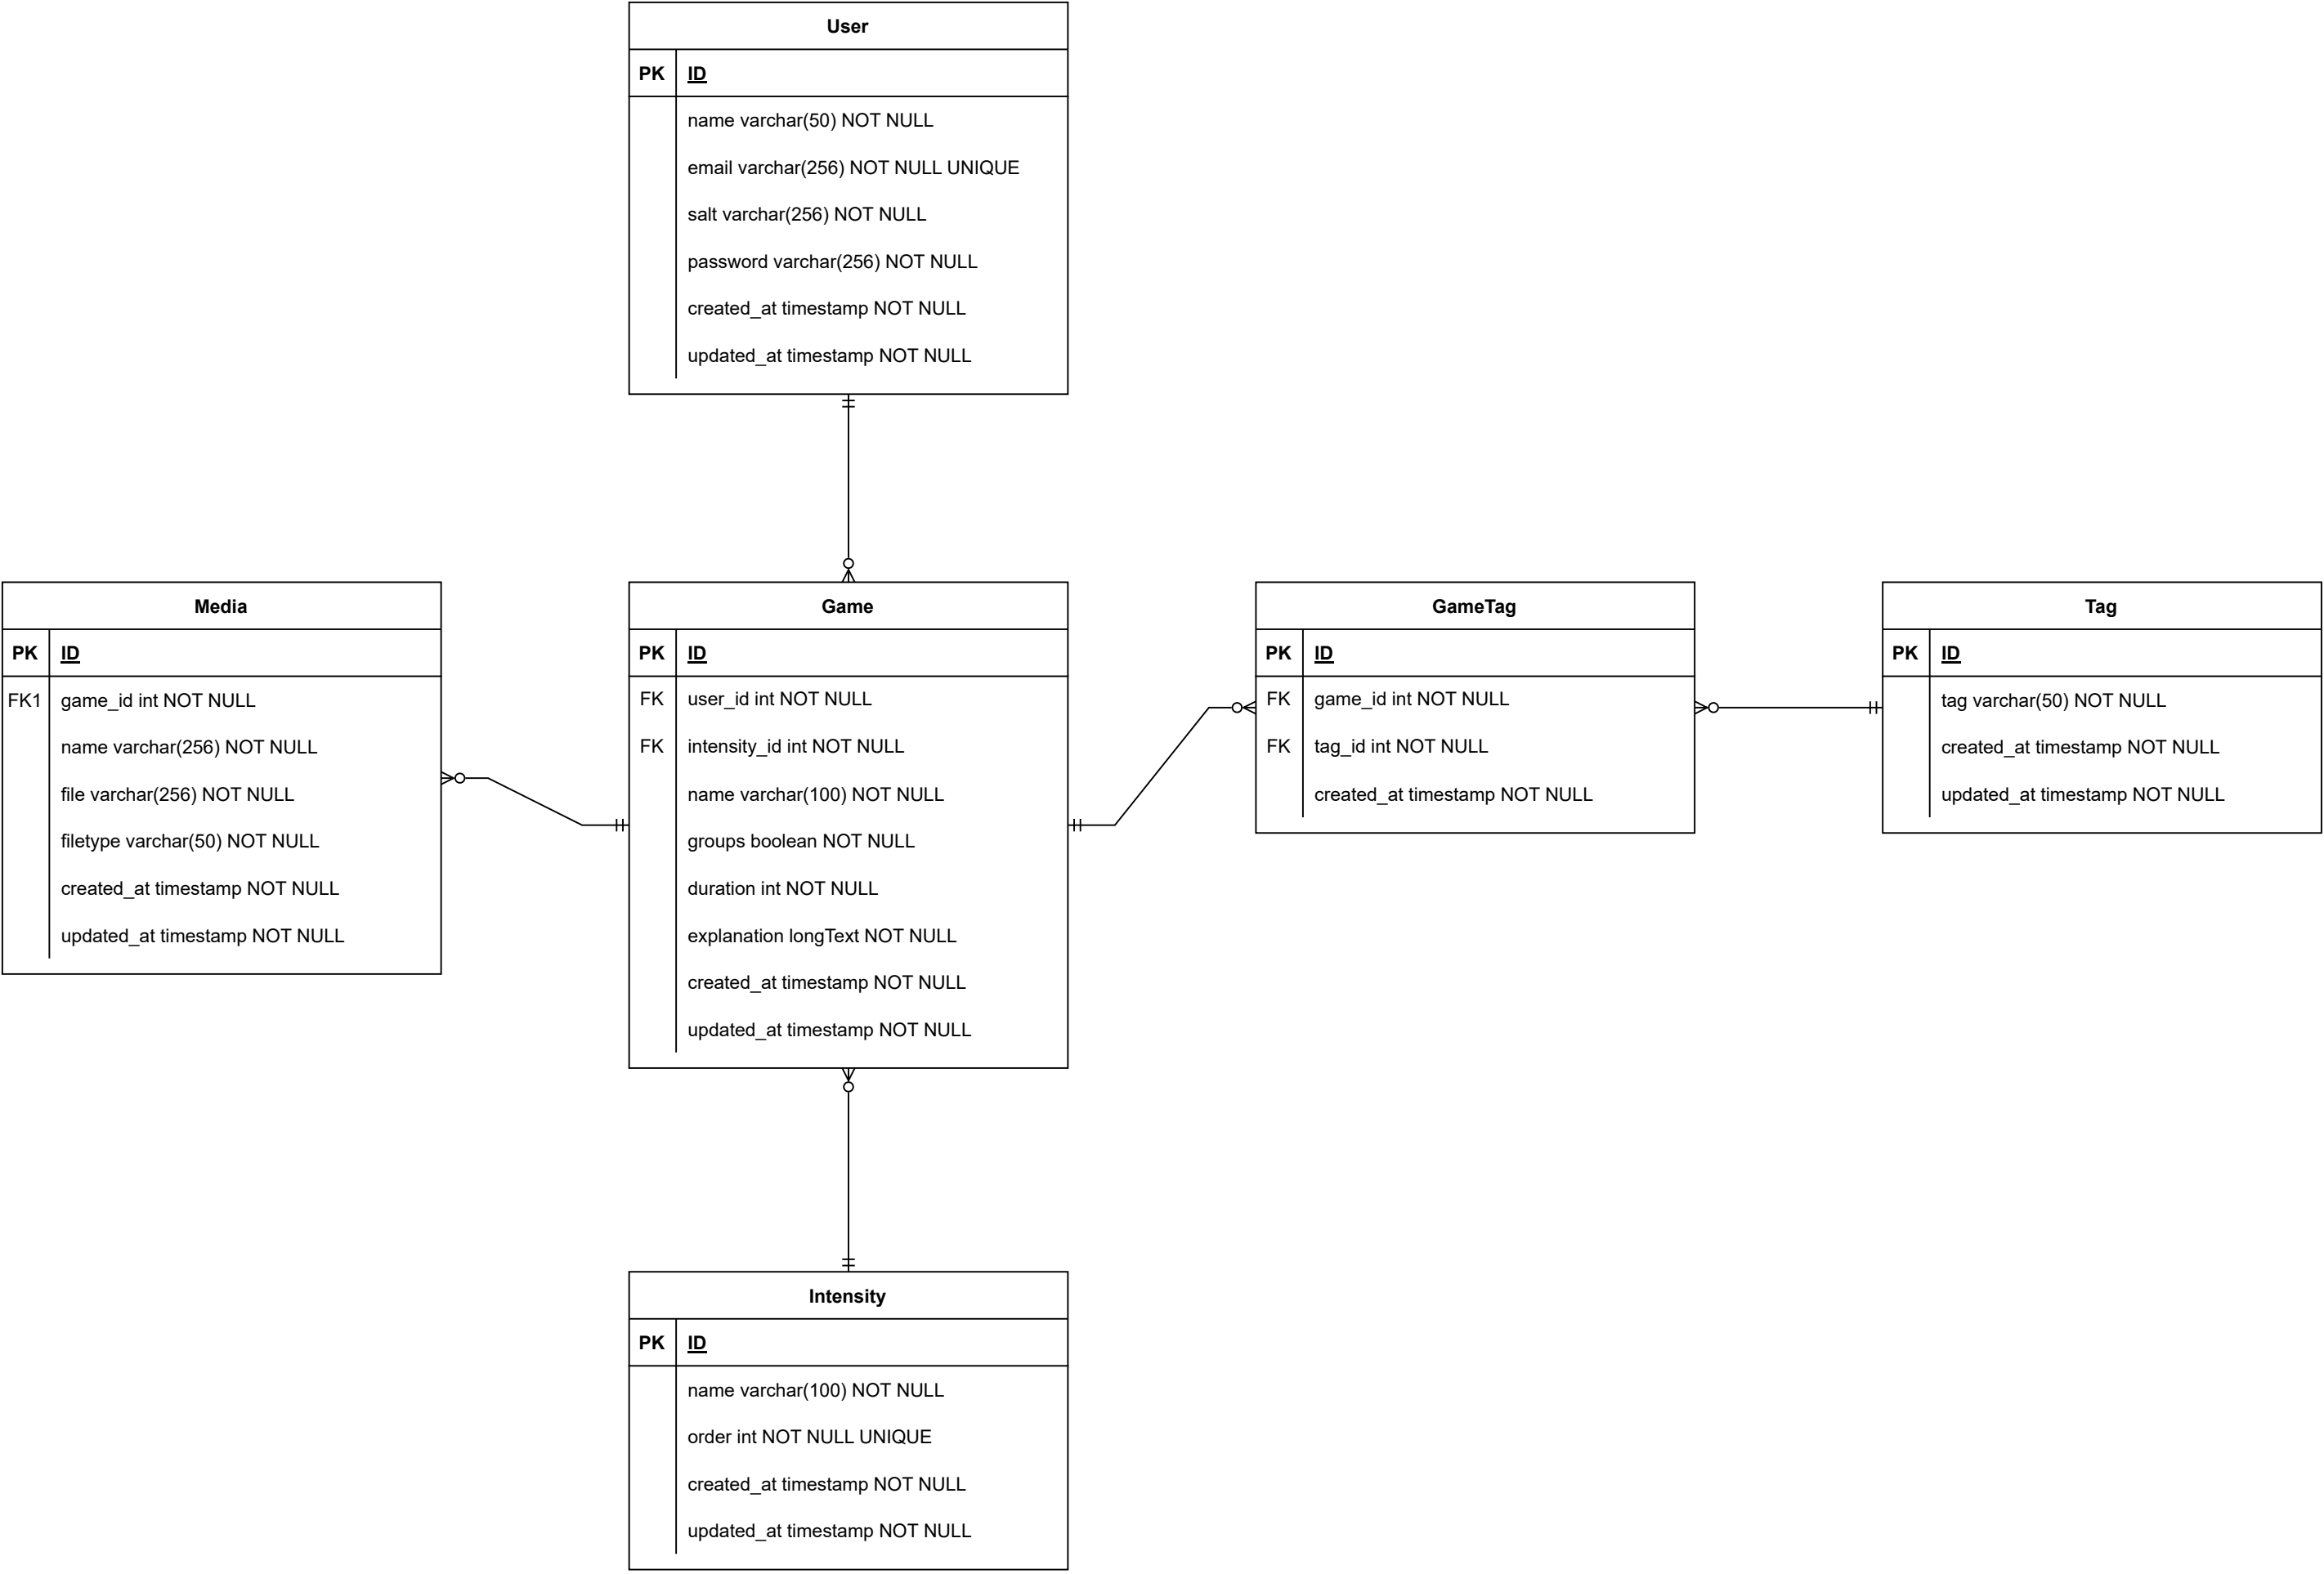 User
PK ID
name varchar(50) NOT NULL
email varchar(256) NOT NULL UNIQUE
salt varchar(256) NOT NULL
password varchar(256) NOT NULL
created_at timestamp NOT NULL
updated_at timestamp NOT NULL
Media
PK ID
FK1 game_id int NOT NULL
name varchar(256) NOT NULL
file varchar(256) NOT NULL
filetype varchar(50) NOT NULL
created_at timestamp NOT NULL
updated_at timestamp NOT NULL
Game
PK ID
FK user_id int NOT NULL
FK intensity_id int NOT NULL
name varchar(100) NOT NULL
groups boolean NOT NULL
duration int NOT NULL
explanation longText NOT NULL
created_at timestamp NOT NULL
updated_at timestamp NOT NULL
GameTag
PK ID
FK game_id int NOT NULL
FK tag_id int NOT NULL
created_at timestamp NOT NULL
Tag
PK ID
tag varchar(50) NOT NULL
created_at timestamp NOT NULL
updated_at timestamp NOT NULL
Intensity
PK ID
name varchar(100) NOT NULL
order int NOT NULL UNIQUE
created_at timestamp NOT NULL
updated_at timestamp NOT NULL